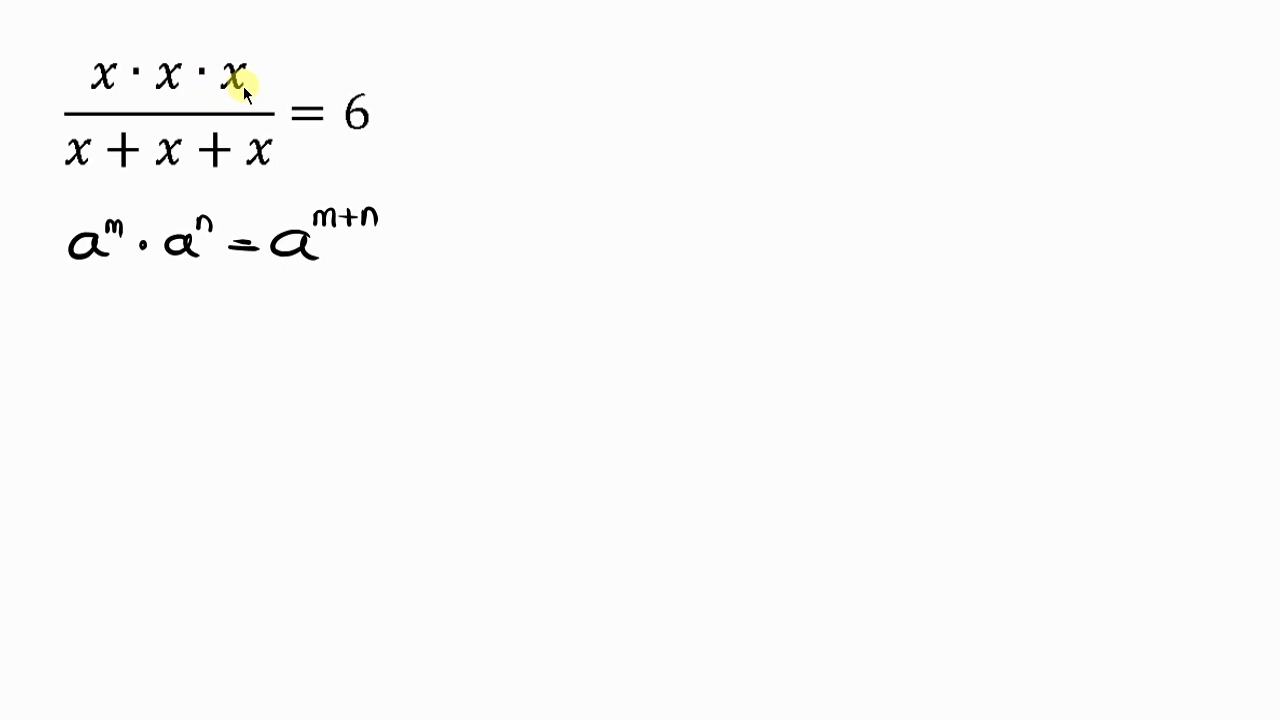 x · x · x
x + x + x = 6
a^m · a^n = a^{m+n}